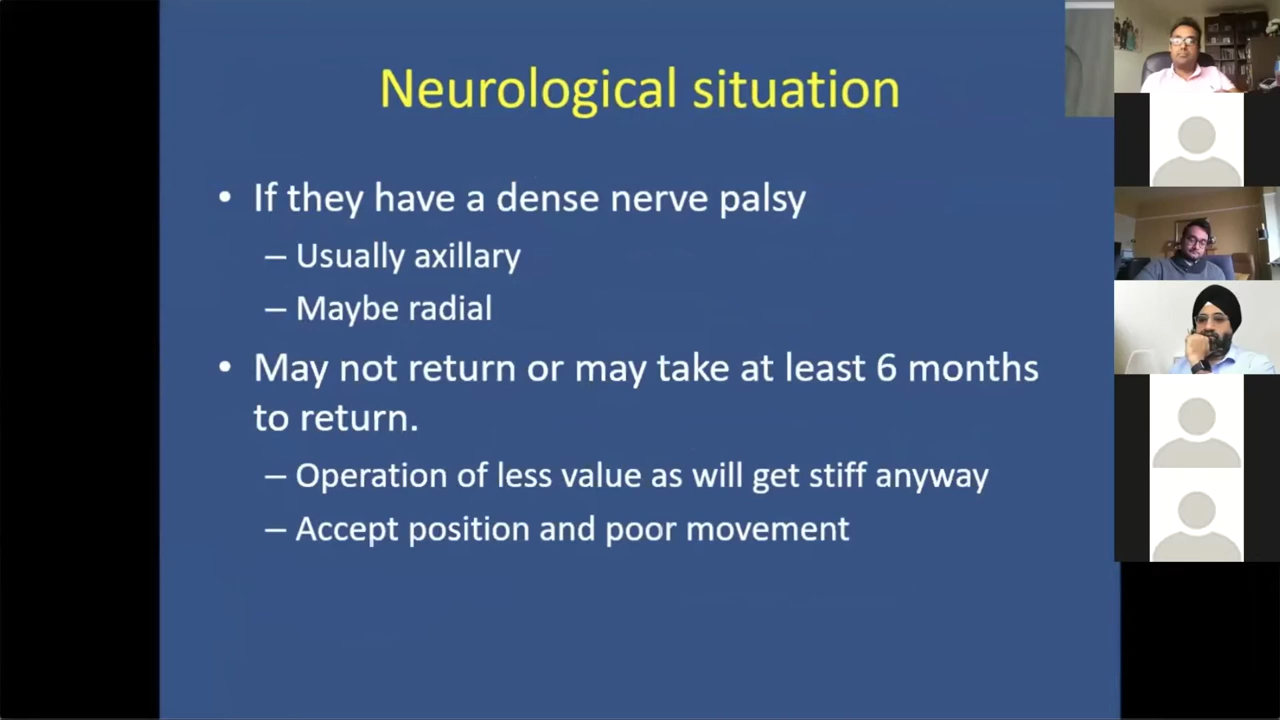 Neurological situation
• If they have a dense nerve palsy
– Usually axillary
– Maybe radial
• May not return or may take at least 6 months
to return.
– Operation of less value as will get stiff anyway
– Accept position and poor movement